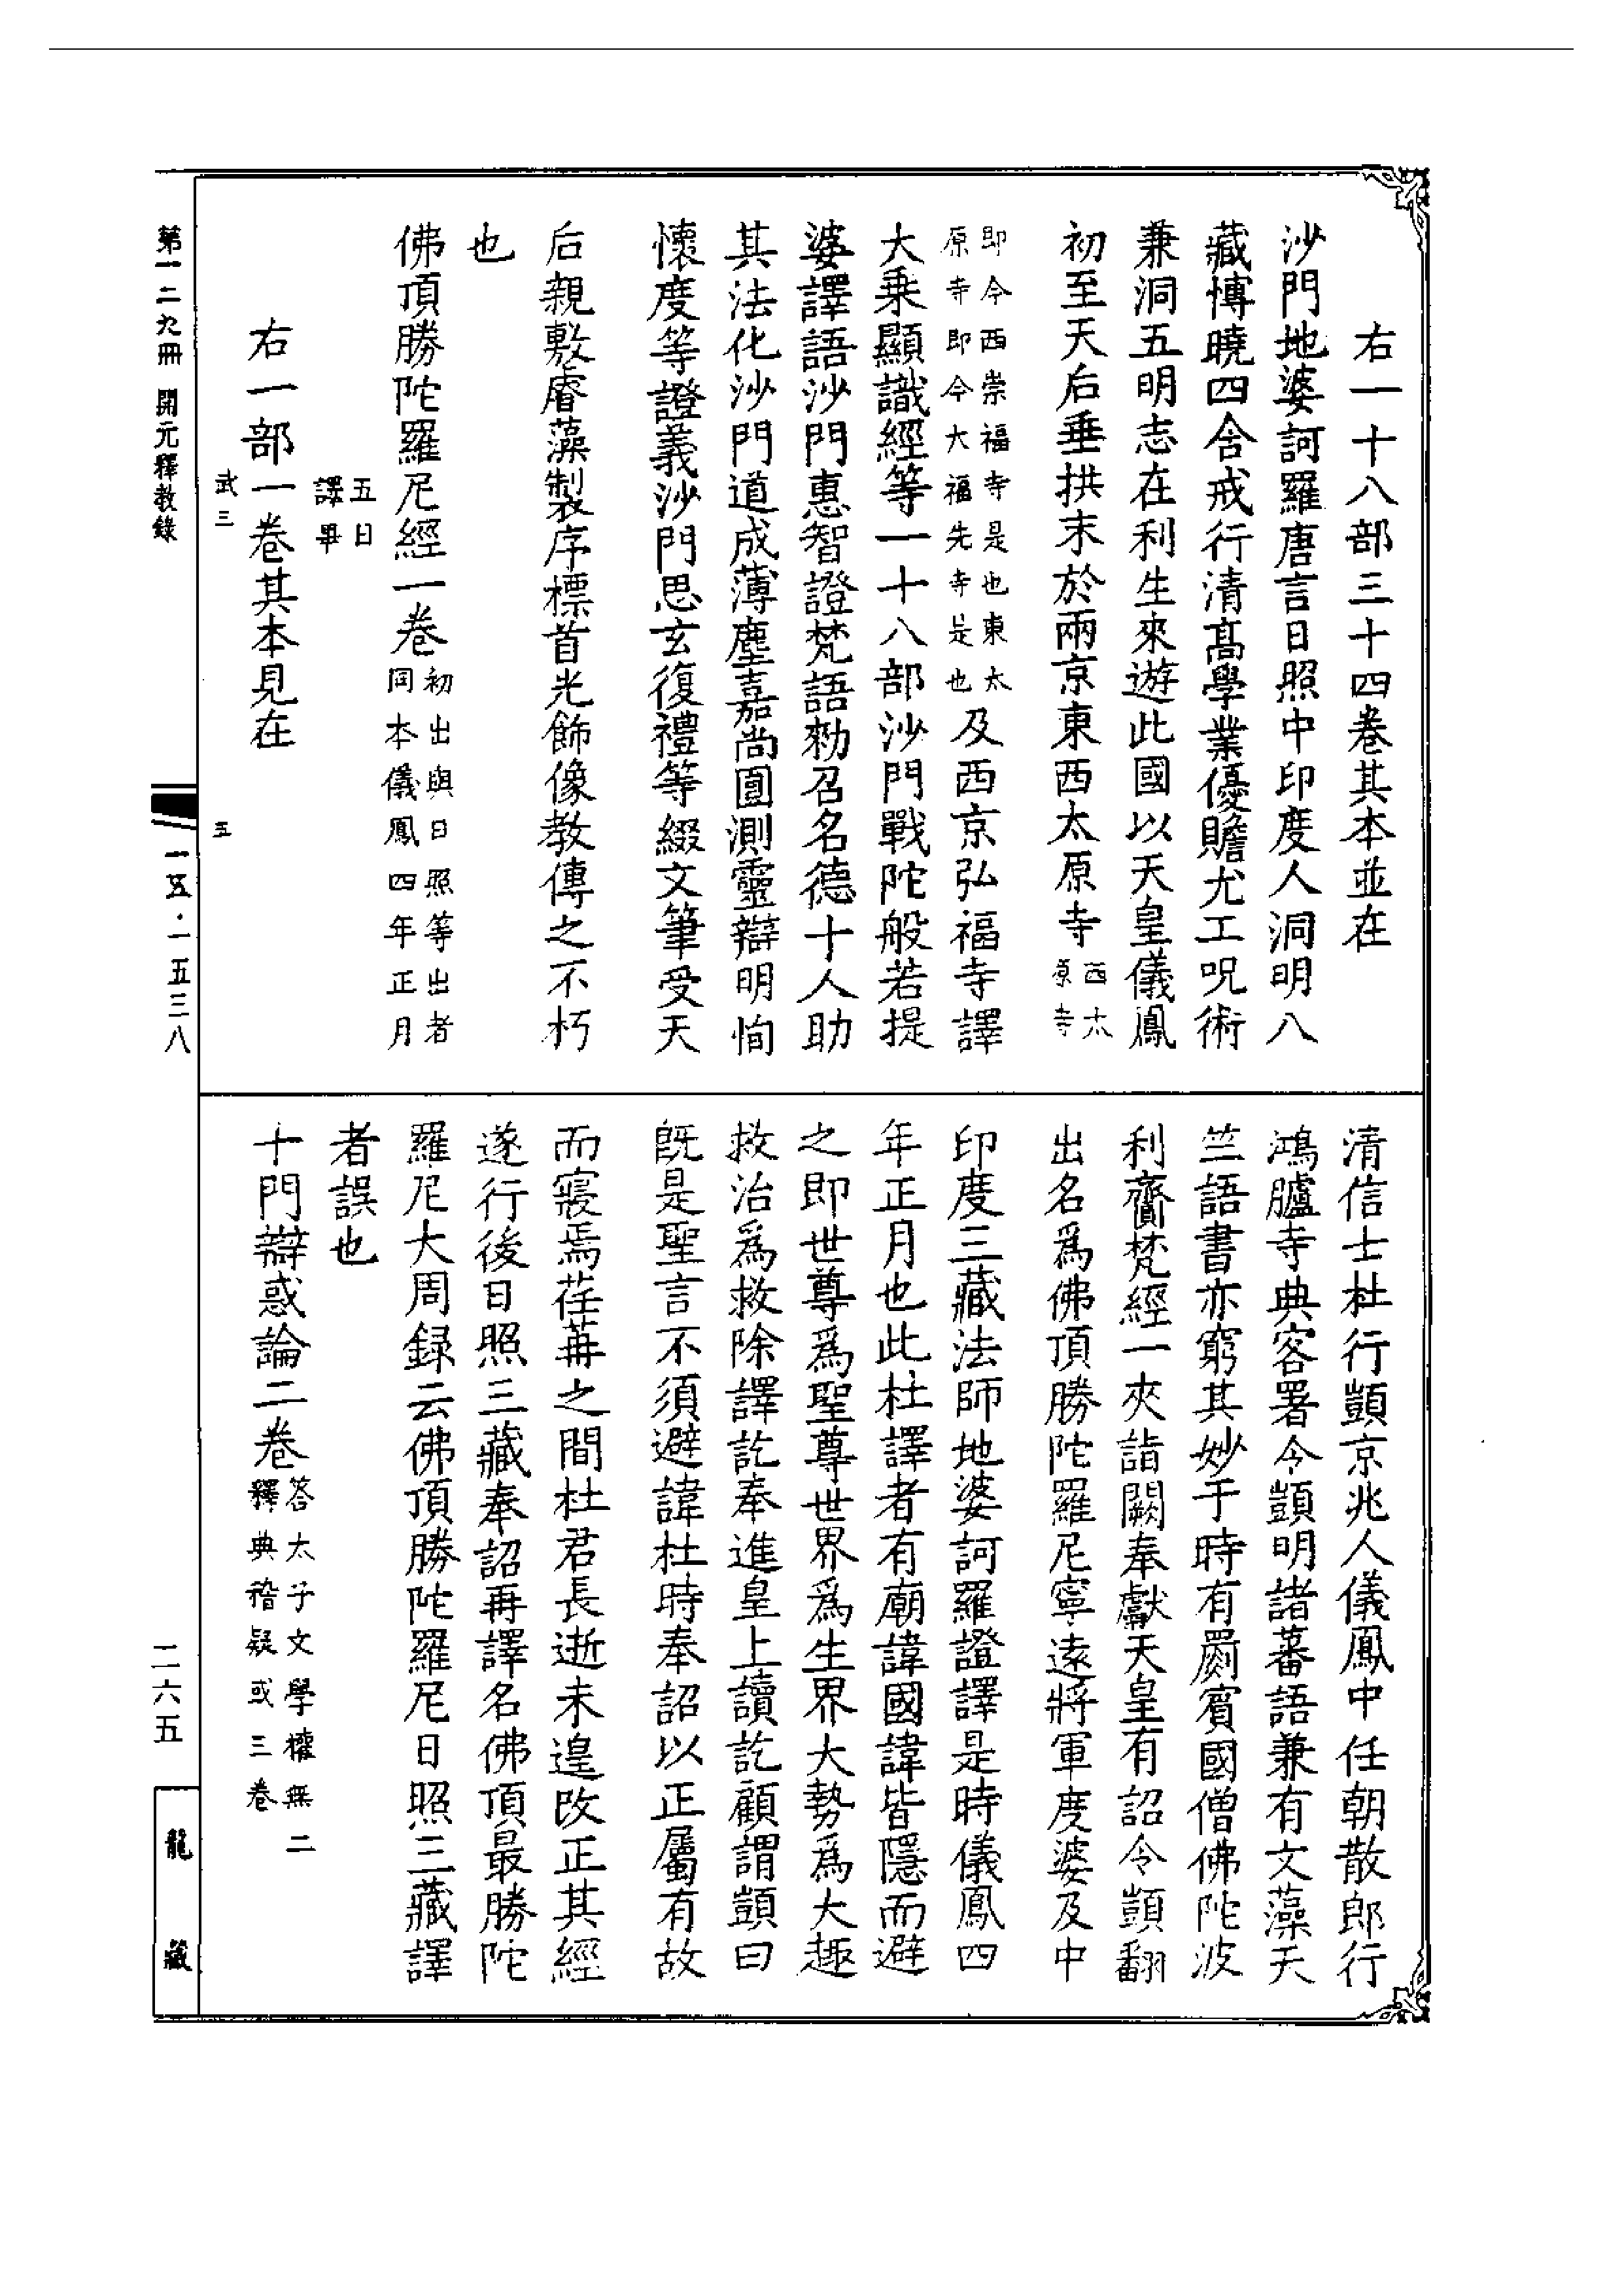 右一十八部三十四卷其本並在
沙門地婆訶羅唐言日照中印度人洞明八
藏博曉四含戒行清髙學業優贍尤工呪術
兼洞五明志在利生來遊此國以天皇儀鳳
初至天后垂拱末於兩京東西太原寺西太
原寺
即今西崇福寺是也東太
原寺即今大福先寺是也及西京弘福寺譯
大乗顯識經等一十八部沙門戰陀般若提
婆譯語沙門惠智證梵語勑召名德十人助
其法化沙門道成薄塵嘉尚圓測靈辯明恂
懷度等證義沙門思玄復禮等綴文筆受天
后親敷睿藻製序標首光飾像教傳之不朽
也
佛頂勝陀羅尼經一卷初出與日照等出者
同本儀鳳四年正月
五日
譯畢
右一部一卷其本見在
武三
五
清信士杜行顗京兆人儀鳳中任朝散郎行
鴻臚寺典客署令顗明諸蕃語兼有文藻天
竺語書亦窮其妙于時有罽賓國僧佛陀波
利齎梵經一夾詣闕奉獻天皇有詔令顗翻
出名爲佛頂勝陀羅尼寧遠將軍度婆及中
印度三藏法師地婆訶羅證譯是時儀鳳四
年正月也此杜譯者有廟諱國諱皆隱而避
之即世尊爲聖尊世界爲生界大勢爲大趣
救治爲救除譯訖奉進皇上讀訖顧謂顗曰
旣是聖言不須避諱杜時奉詔以正屬有故
而寢焉荏苒之間杜君長逝未遑改正其經
遂行後日照三藏奉詔再譯名佛頂最勝陀
羅尼大周録云佛頂勝陀羅尼日照三藏譯
者誤也
十門辯惑論二卷答太子文學權無二
釋典稽疑或三卷
第一二九冊 開元釋教錄
一五·一五三八
二六五
龍藏